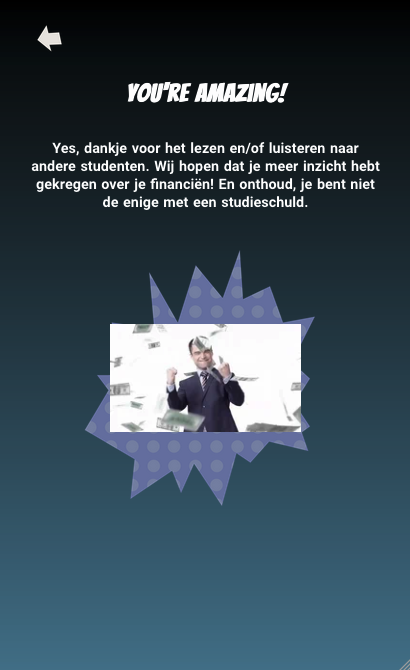 YOU'RE AMAZING!
Yes, dankje voor het lezen en/of luisteren naar
andere studenten. Wij hopen dat je meer inzicht hebt
gekregen over je financiën! En onthoud, je bent niet
de enige met een studieschuld.